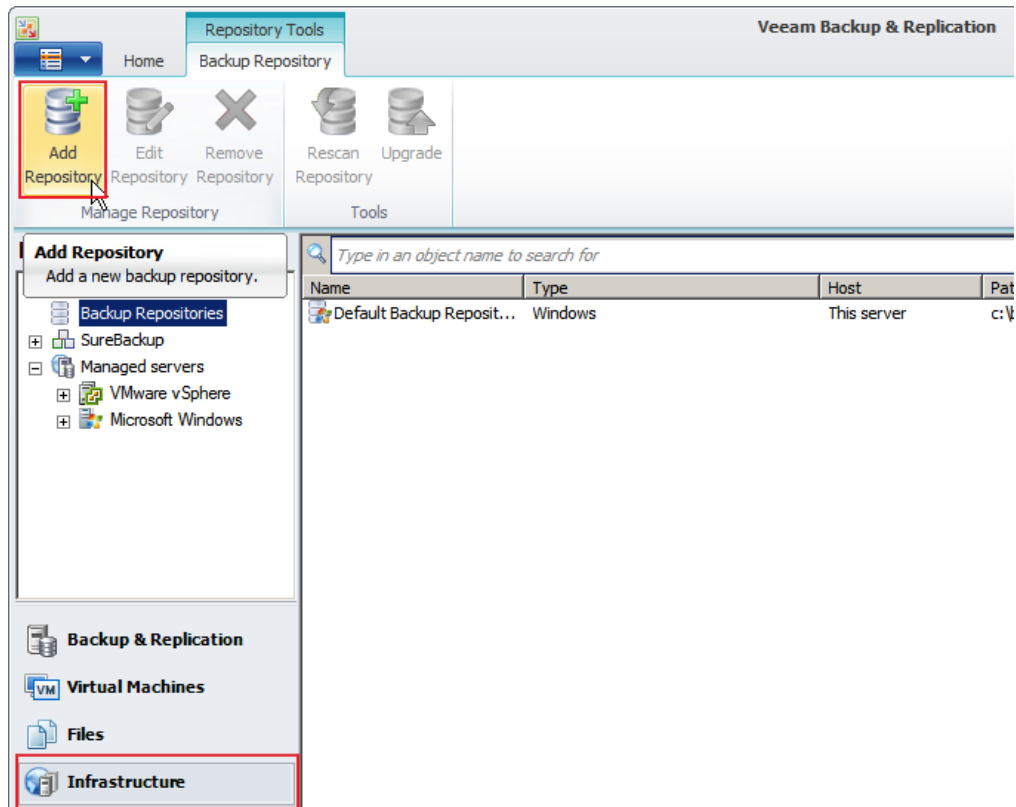 Repository Tools
Veeam Backup & Replication
Home
Backup Repository
Add
Repository
Edit
Repository
Remove
Repository
Rescan
Repository
Upgrade
Manage Repository
Tools
Add Repository
Add a new backup repository.
Type in an object name to search for
Name
Type
Host
Pat
Default Backup Reposit...
Windows
This server
c:\b
Backup Repositories
SureBackup
Managed servers
VMware vSphere
Microsoft Windows
Backup & Replication
VM
Virtual Machines
Files
Infrastructure